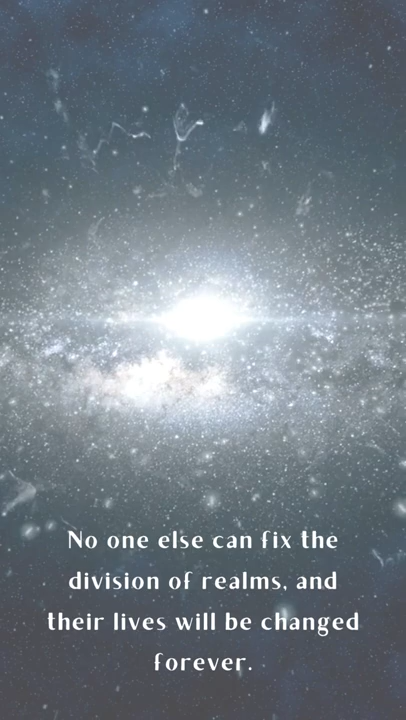 No one else can fix the
division of realms, and
their lives will be changed
forever.